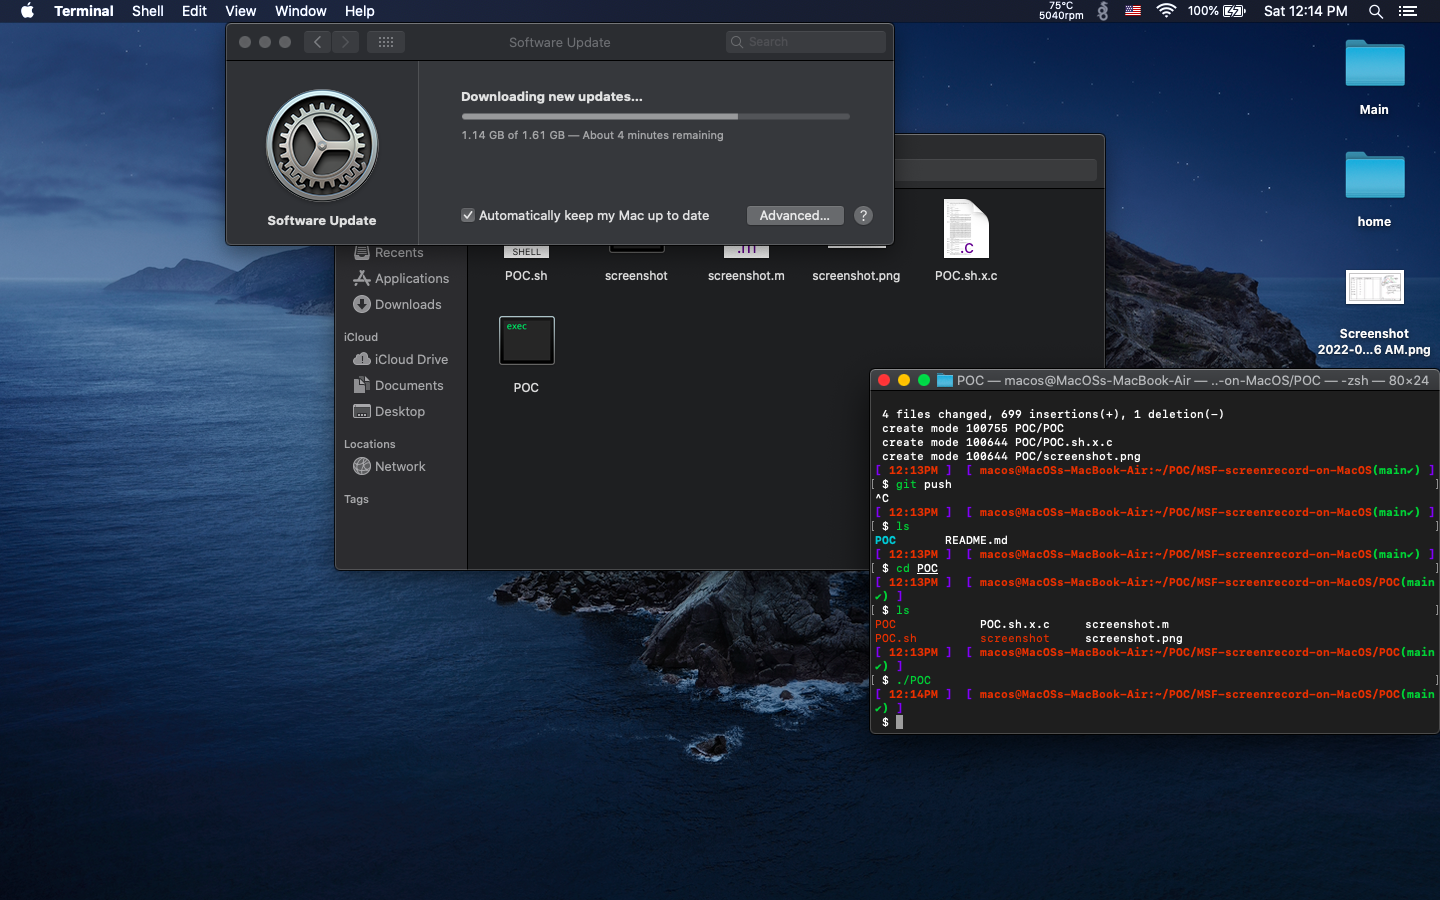 Terminal Shell Edit View Window Help
75°C
5040rpm
100%
Sat 12:14 PM
Software Update
Search
Downloading new updates...
1.14 GB of 1.61 GB — About 4 minutes remaining
Software Update
Automatically keep my Mac up to date
Advanced...
?
Main
home
Screenshot
2022-0...6 AM.png
Recents
Applications
Downloads
iCloud
iCloud Drive
Documents
Desktop
Locations
Network
Tags
SHELL
.m
.C
POC.sh
screenshot
screenshot.m
screenshot.png
POC.sh.x.c
exec
POC
POC — macos@MacOSs-MacBook-Air — ..-on-MacOS/POC — -zsh — 80×24
4 files changed, 699 insertions(+), 1 deletion(-)
create mode 100755 POC/POC
create mode 100644 POC/POC.sh.x.c
create mode 100644 POC/screenshot.png
[ 12:13PM ] [ macos@MacOSs-MacBook-Air:~/POC/MSF-screenrecord-on-MacOS(main✔) ]
[ $ git push ]
^C
[ 12:13PM ] [ macos@MacOSs-MacBook-Air:~/POC/MSF-screenrecord-on-MacOS(main✔) ]
[ $ ls ]
POC README.md
[ 12:13PM ] [ macos@MacOSs-MacBook-Air:~/POC/MSF-screenrecord-on-MacOS(main✔) ]
[ $ cd POC ]
[ 12:13PM ] [ macos@MacOSs-MacBook-Air:~/POC/MSF-screenrecord-on-MacOS/POC(main
✔) ]
[ $ ls ]
POC POC.sh.x.c screenshot.m
POC.sh screenshot screenshot.png
[ 12:13PM ] [ macos@MacOSs-MacBook-Air:~/POC/MSF-screenrecord-on-MacOS/POC(main
✔) ]
[ $ ./POC ]
[ 12:14PM ] [ macos@MacOSs-MacBook-Air:~/POC/MSF-screenrecord-on-MacOS/POC(main
✔) ]
$